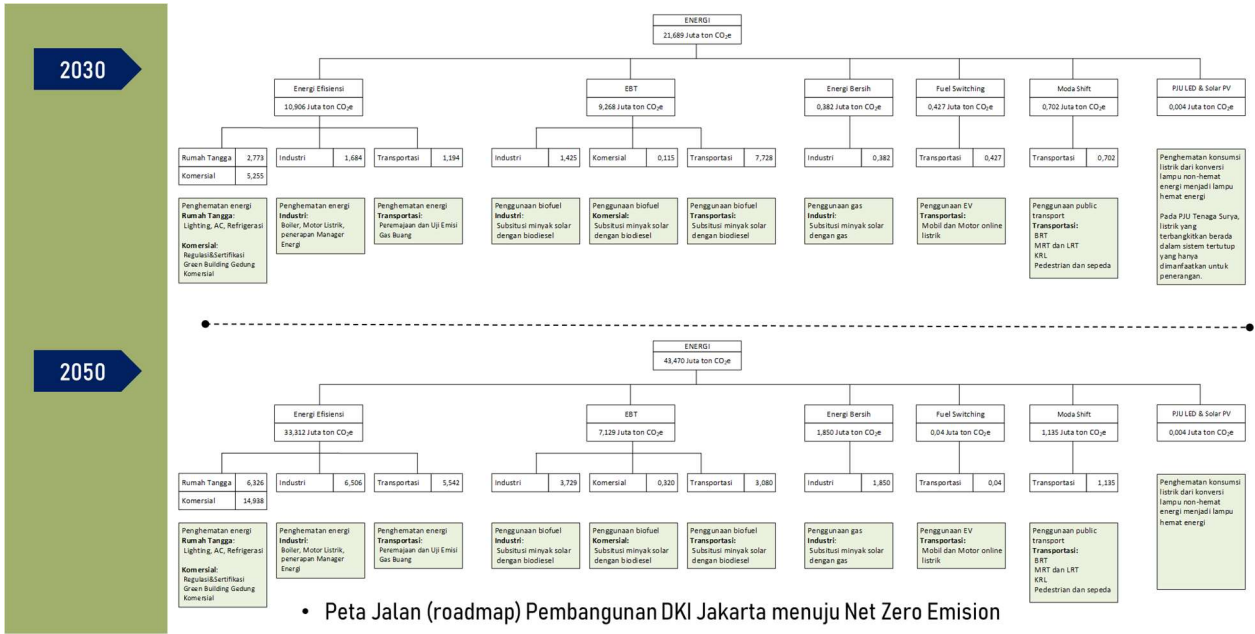 2030
ENERGI
21,689 Juta ton CO₂e
Energi Efisiensi
10,906 Juta ton CO₂e
EBT
9,268 Juta ton CO₂e
Energi Bersih
0,382 Juta ton CO₂e
Fuel Switching
0,427 Juta ton CO₂e
Moda Shift
0,702 Juta ton CO₂e
PJU LED & Solar PV
0,004 Juta ton CO₂e
Rumah Tangga 2,773
Komersial 5,255
Industri 1,684
Transportasi 1,194
Industri 1,425
Komersial 0,115
Transportasi 7,728
Industri 0,382
Transportasi 0,427
Transportasi 0,702
Penghematan energi
Rumah Tangga:
Lighting, AC, Refrigerasi
Komersial:
Regulasi&Sertifikasi
Green Building Gedung
Komersial
Penghematan energi
Industri:
Boiler, Motor Listrik,
penerapan Manager
Energi
Penghematan energi
Transportasi:
Peremajaan dan Uji Emisi
Gas Buang
Penggunaan biofuel
Industri:
Subsitusi minyak solar
dengan biodiesel
Penggunaan biofuel
Komersial:
Subsitusi minyak solar
dengan biodiesel
Penggunaan biofuel
Transportasi:
Subsitusi minyak solar
dengan biodiesel
Penggunaan gas
Industri:
Subsitusi minyak solar
dengan gas
Penggunaan EV
Transportasi:
Mobil dan Motor online
listrik
Penggunaan public
transport
Transportasi:
BRT
MRT dan LRT
KRL
Pedestrian dan sepeda
Penghematan konsumsi
listrik dari konversi
lampu non-hemat
energi menjadi lampu
hemat energi
Pada PJU Tenaga Surya,
listrik yang
terbangkitkan berada
dalam sistem tertutup
yang hanya
dimanfaatkan untuk
penerangan.
2050
ENERGI
43,470 Juta ton CO₂e
Energi Efisiensi
33,312 Juta ton CO₂e
EBT
7,129 Juta ton CO₂e
Energi Bersih
1,850 Juta ton CO₂e
Fuel Switching
0,04 Juta ton CO₂e
Moda Shift
1,135 Juta ton CO₂e
PJU LED & Solar PV
0,004 Juta ton CO₂e
Rumah Tangga 6,326
Komersial 14,938
Industri 6,506
Transportasi 5,542
Industri 3,729
Komersial 0,320
Transportasi 3,080
Industri 1,850
Transportasi 0,04
Transportasi 1,135
Penghematan energi
Rumah Tangga:
Lighting, AC, Refrigerasi
Komersial:
Regulasi&Sertifikasi
Green Building Gedung
Komersial
Penghematan energi
Industri:
Boiler, Motor Listrik,
penerapan Manager
Energi
Penghematan energi
Transportasi:
Peremajaan dan Uji Emisi
Gas Buang
Penggunaan biofuel
Industri:
Subsitusi minyak solar
dengan biodiesel
Penggunaan biofuel
Komersial:
Subsitusi minyak solar
dengan biodiesel
Penggunaan biofuel
Transportasi:
Subsitusi minyak solar
dengan biodiesel
Penggunaan gas
Industri:
Subsitusi minyak solar
dengan gas
Penggunaan EV
Transportasi:
Mobil dan Motor online
listrik
Penggunaan public
transport
Transportasi:
BRT
MRT dan LRT
KRL
Pedestrian dan sepeda
Penghematan konsumsi
listrik dari konversi
lampu non-hemat
energi menjadi lampu
hemat energi
• Peta Jalan (roadmap) Pembangunan DKI Jakarta menuju Net Zero Emision